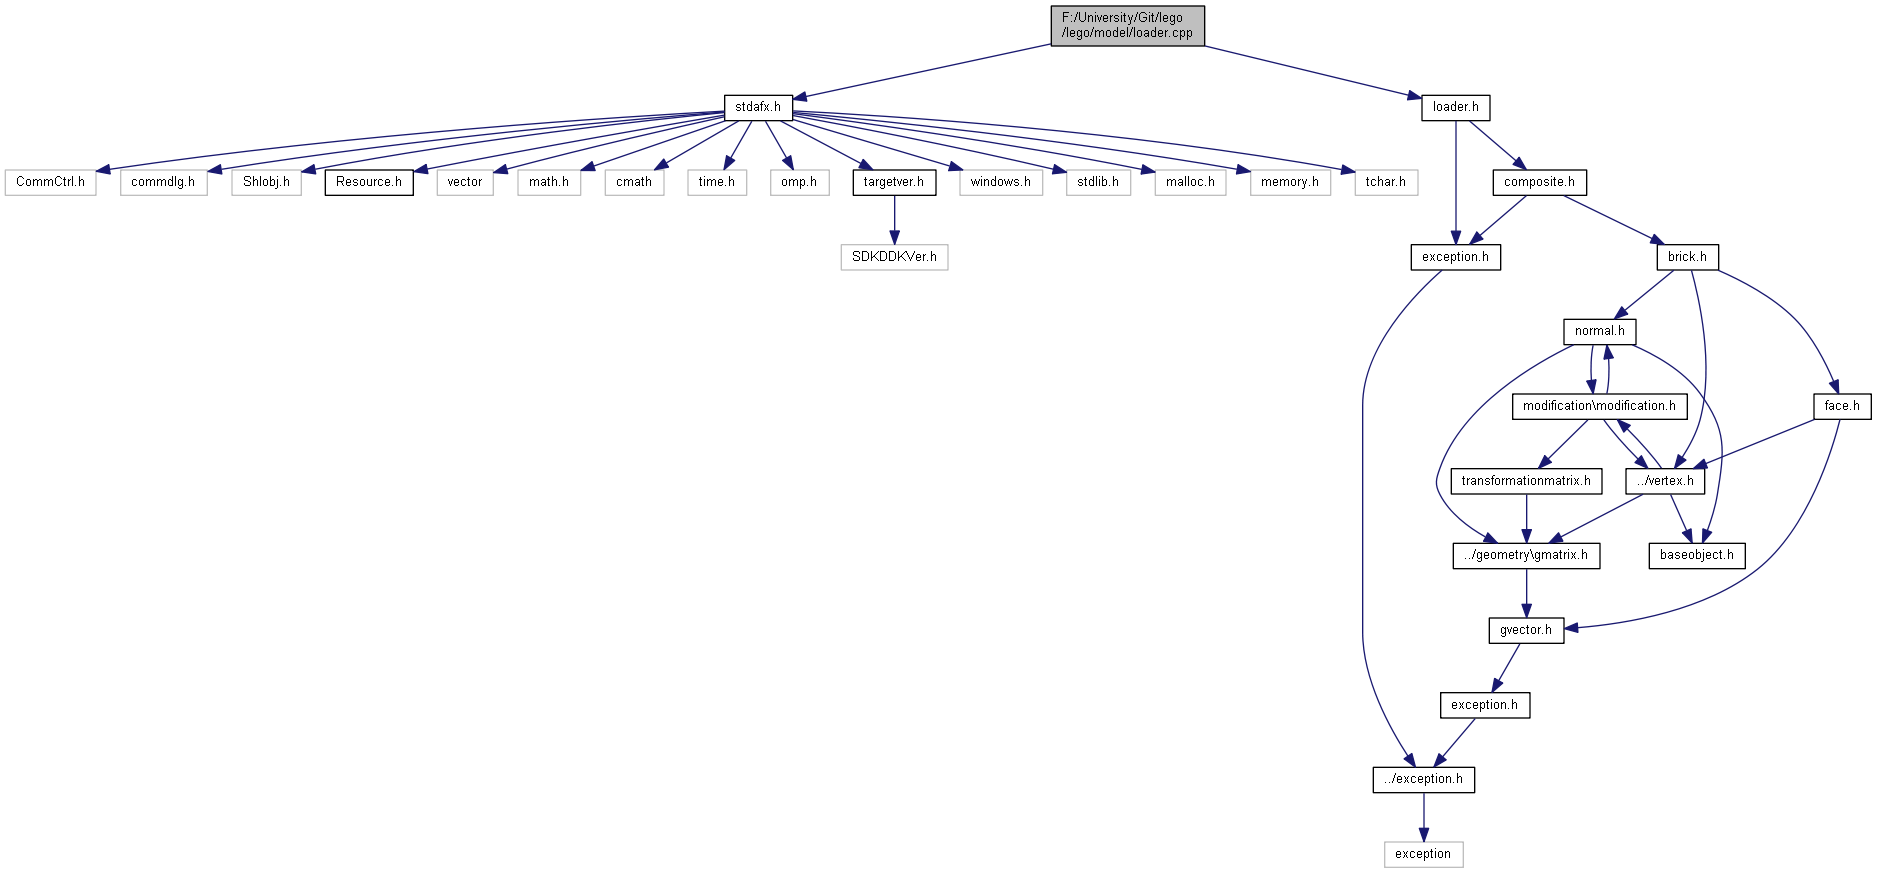 F:/University/Git/lego
/lego/model/loader.cpp
stdafx.h
loader.h
CommCtrl.h
commdlg.h
Shlobj.h
Resource.h
vector
math.h
cmath
time.h
omp.h
targetver.h
windows.h
stdlib.h
malloc.h
memory.h
tchar.h
composite.h
SDKDDKVer.h
exception.h
brick.h
normal.h
modification\modification.h
face.h
transformationmatrix.h
../vertex.h
../geometry\gmatrix.h
baseobject.h
gvector.h
exception.h
../exception.h
exception